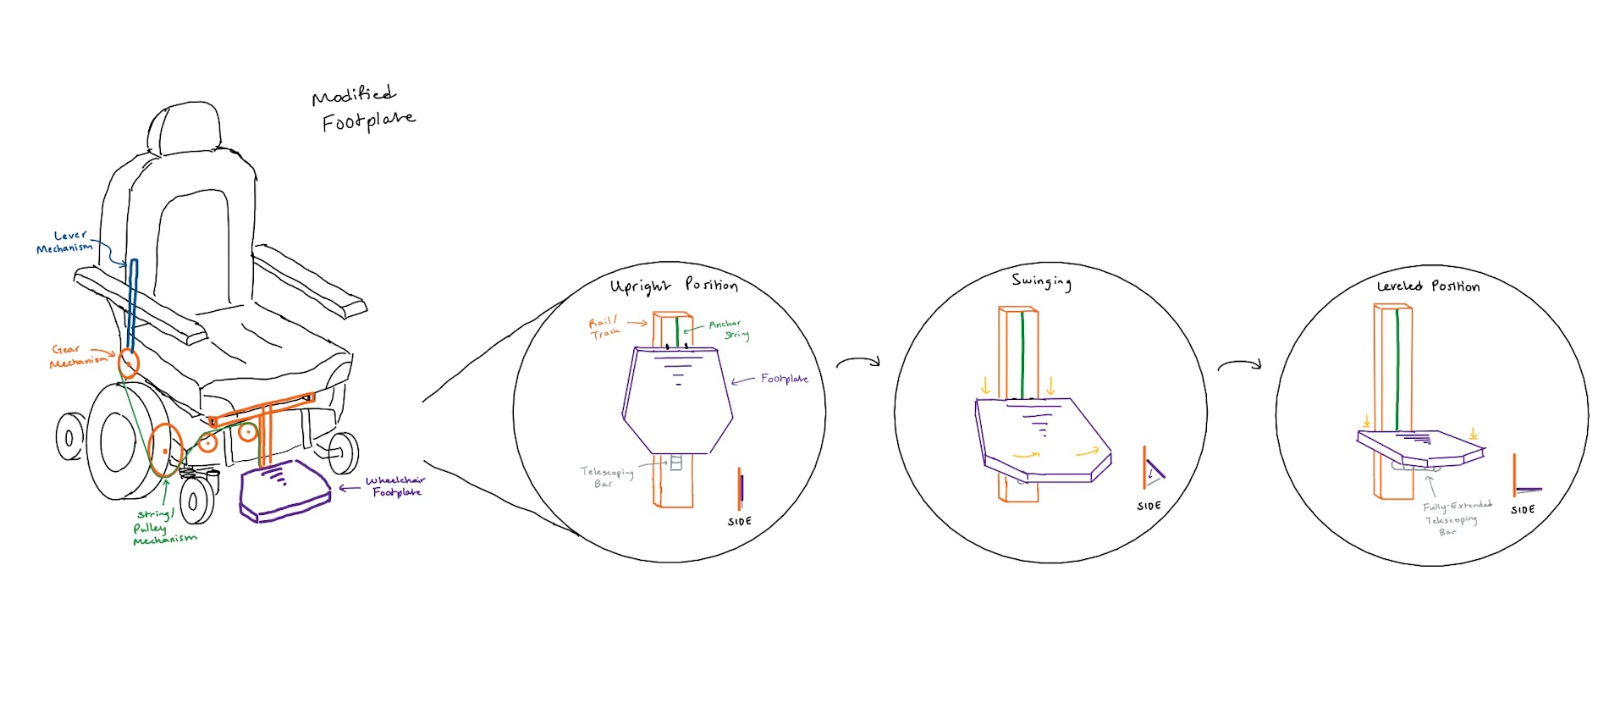 Modified
Footplate
Lever
Mechanism
Gear
Mechanism
String/
Pulley
Mechanism
Wheelchair
Footplate
Upright Position
Rail/
Track
Anchor
String
Footplate
Telescoping
Bar
SIDE
Swinging
SIDE
Leveled Position
Fully-Extended
Telescoping
Bar
SIDE